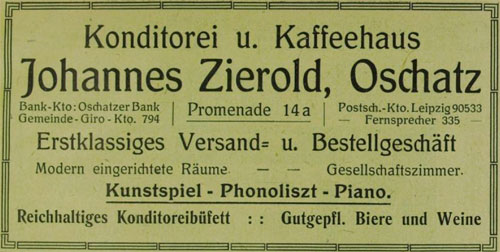 Konditorei u. Kaffeehaus
Johannes Zierold, Oschatz
Bank-Kto: Oschatzer Bank
Gemeinde-Giro-Kto. 794
Promenade 14a
Postsch.-Kto. Leipzig 90533
— Fernsprecher 335 —
Erstklassiges Versand= u. Bestellgeschäft
Modern eingerichtete Räume — — Gesellschaftszimmer.
Kunstspiel - Phonoliszt - Piano.
Reichhaltiges Konditoreibüfett : : Gutgepfl. Biere und Weine